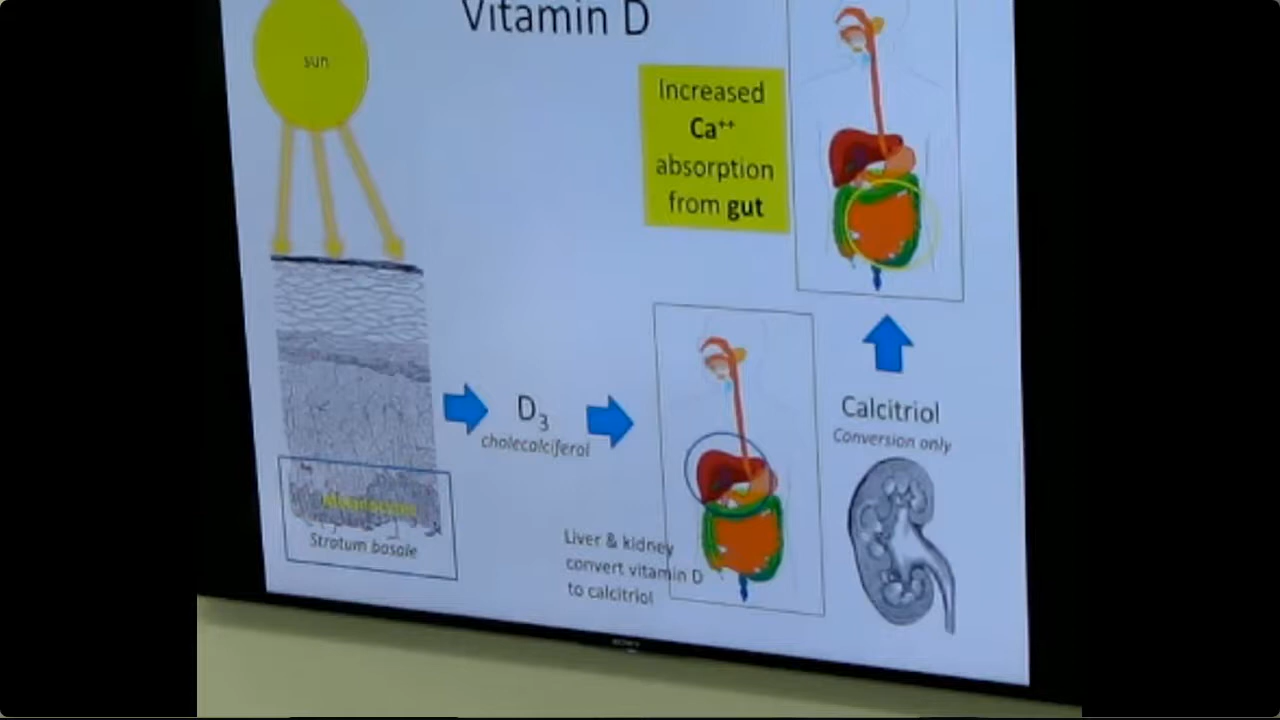 Vitamin D
sun
Increased
Ca++
absorption
from gut
D3
cholecalciferol
Calcitriol
Conversion only
Melanocytes
Stratum basale
Liver & kidney
convert vitamin D
to calcitriol
SONY